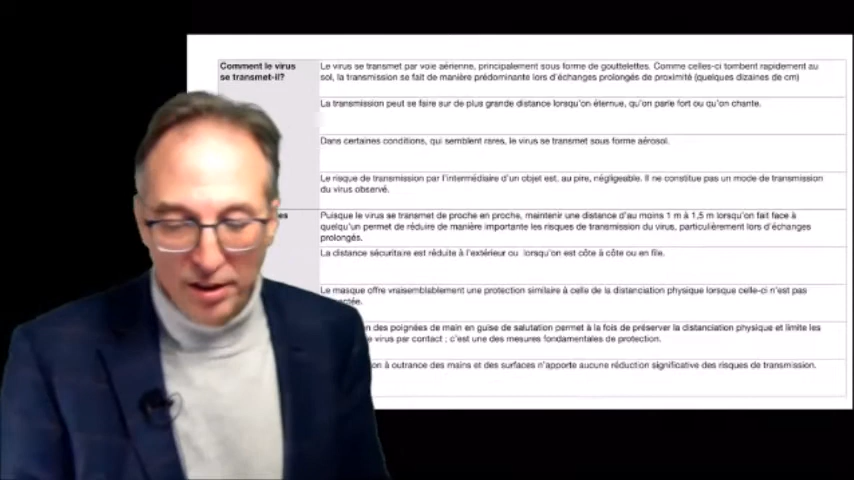 Comment le virus
se transmet-il?
Le virus se transmet par voie aérienne, principalement sous forme de gouttelettes. Comme celles-ci tombent rapidement au
sol, la transmission se fait de manière prédominante lors d'échanges prolongés de proximité (quelques dizaines de cm)
La transmission peut se faire sur de plus grande distance lorsqu'on éternue, qu'on parle fort ou qu'on chante.
Dans certaines conditions, qui semblent rares, le virus se transmet sous forme aérosol.
Le risque de transmission par l'intermédiaire d'un objet est, au pire, négligeable. Il ne constitue pas un mode de transmission
du virus observé.
Puisque le virus se transmet de proche en proche, maintenir une distance d'au moins 1 m à 1,5 m lorsqu'on fait face à
quelqu'un permet de réduire de manière importante les risques de transmission du virus, particulièrement lors d'échanges
prolongés.
La distance sécuritaire est réduite à l'extérieur ou lorsqu'on est côte à côte ou en file.
Le masque offre vraisemblablement une protection similaire à celle de la distanciation physique lorsque celle-ci n'est pas
des poignées de main en guise de salutation permet à la fois de préserver la distanciation physique et limite les
virus par contact ; c'est une des mesures fondamentales de protection.
à outrance des mains et des surfaces n'apporte aucune réduction significative des risques de transmission.